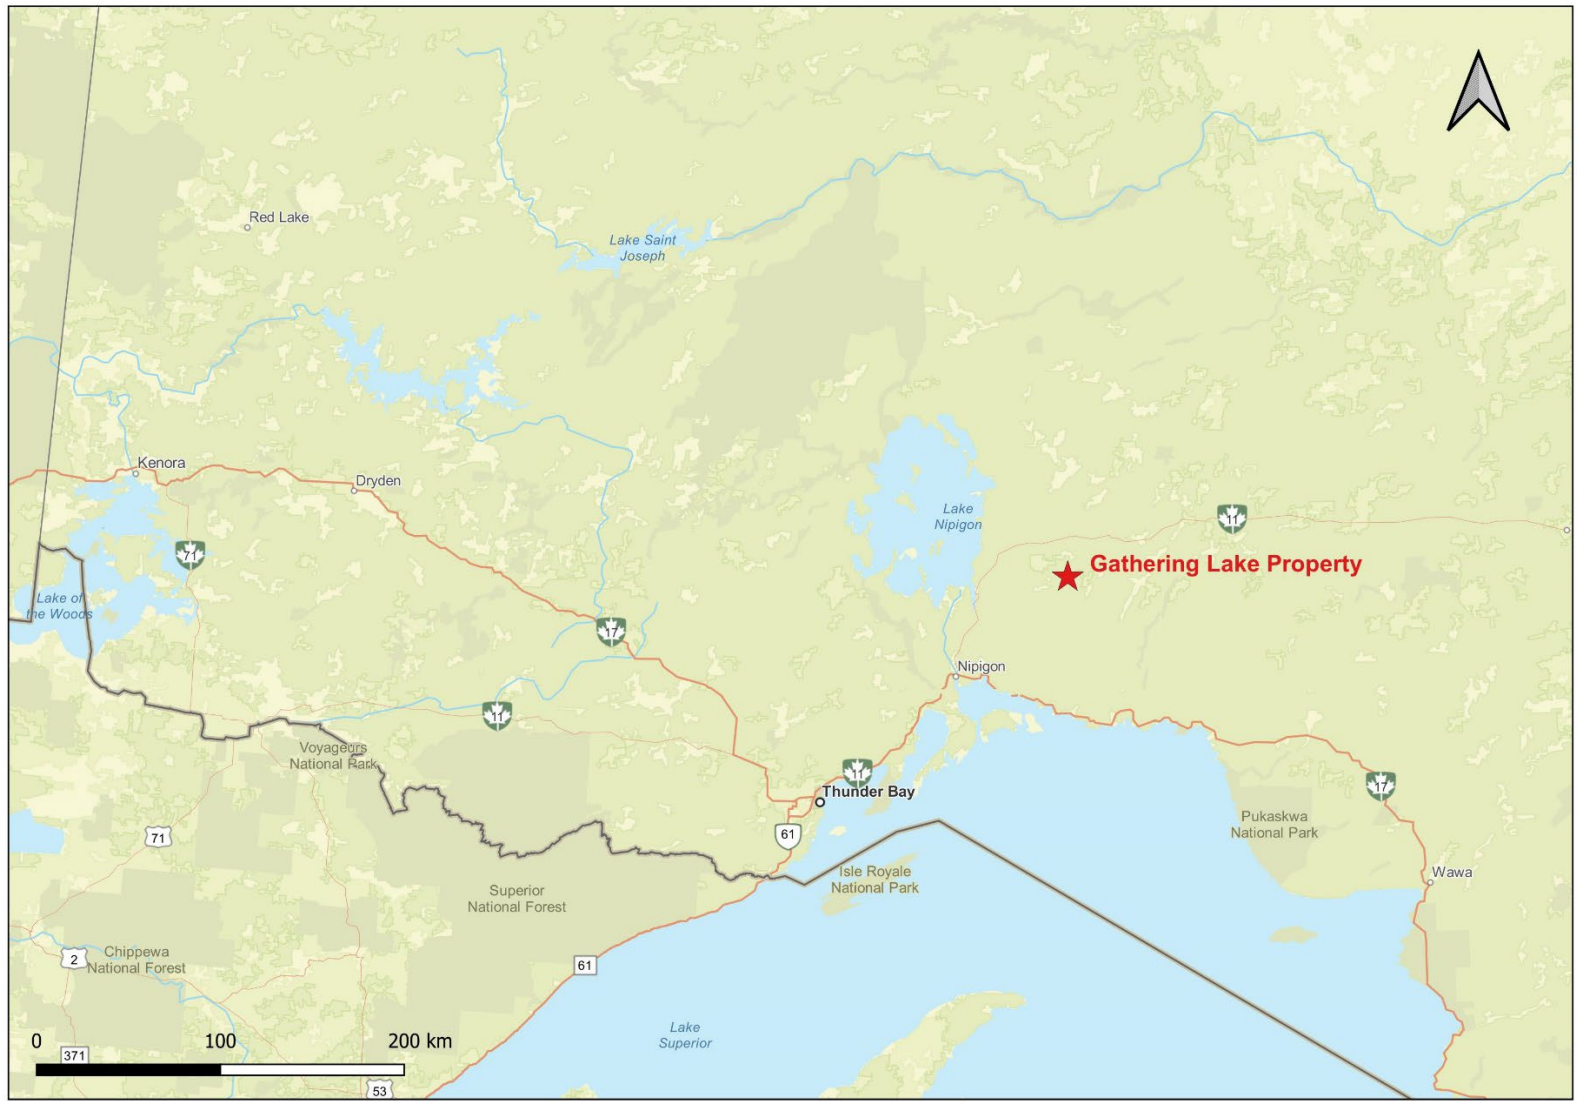 Red Lake
Lake Saint
Joseph
Kenora
Dryden
Lake
Nipigon
11
71
Gathering Lake Property
Lake of
the Woods
17
Nipigon
11
Voyageurs
National Park
11
Thunder Bay
17
61
71
Pukaskwa
National Park
Isle Royale
National Park
Wawa
Superior
National Forest
Chippewa
National Forest
2
61
Lake
Superior
0 100 200 km
371
53